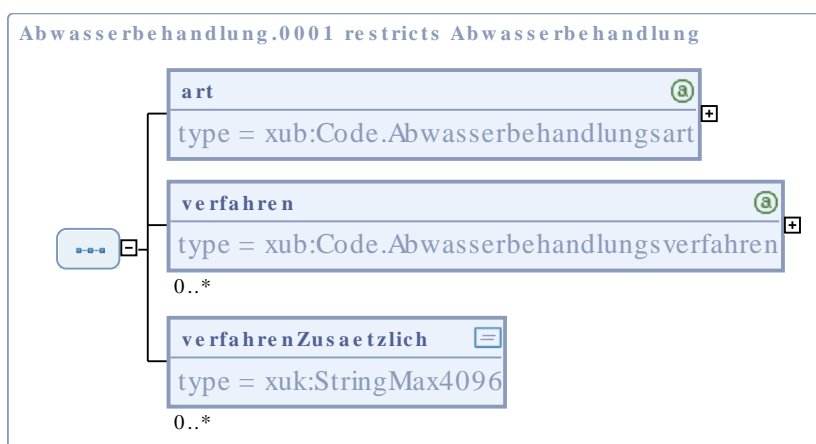 Abwasserbehandlung.0001 restricts Abwasserbehandlung
art
type = xub:Code.Abwasserbehandlungsart
verfahren
type = xub:Code.Abwasserbehandlungsverfahren
0..*
verfahrenZusaetzlich
type = xuk:StringMax4096
0..*